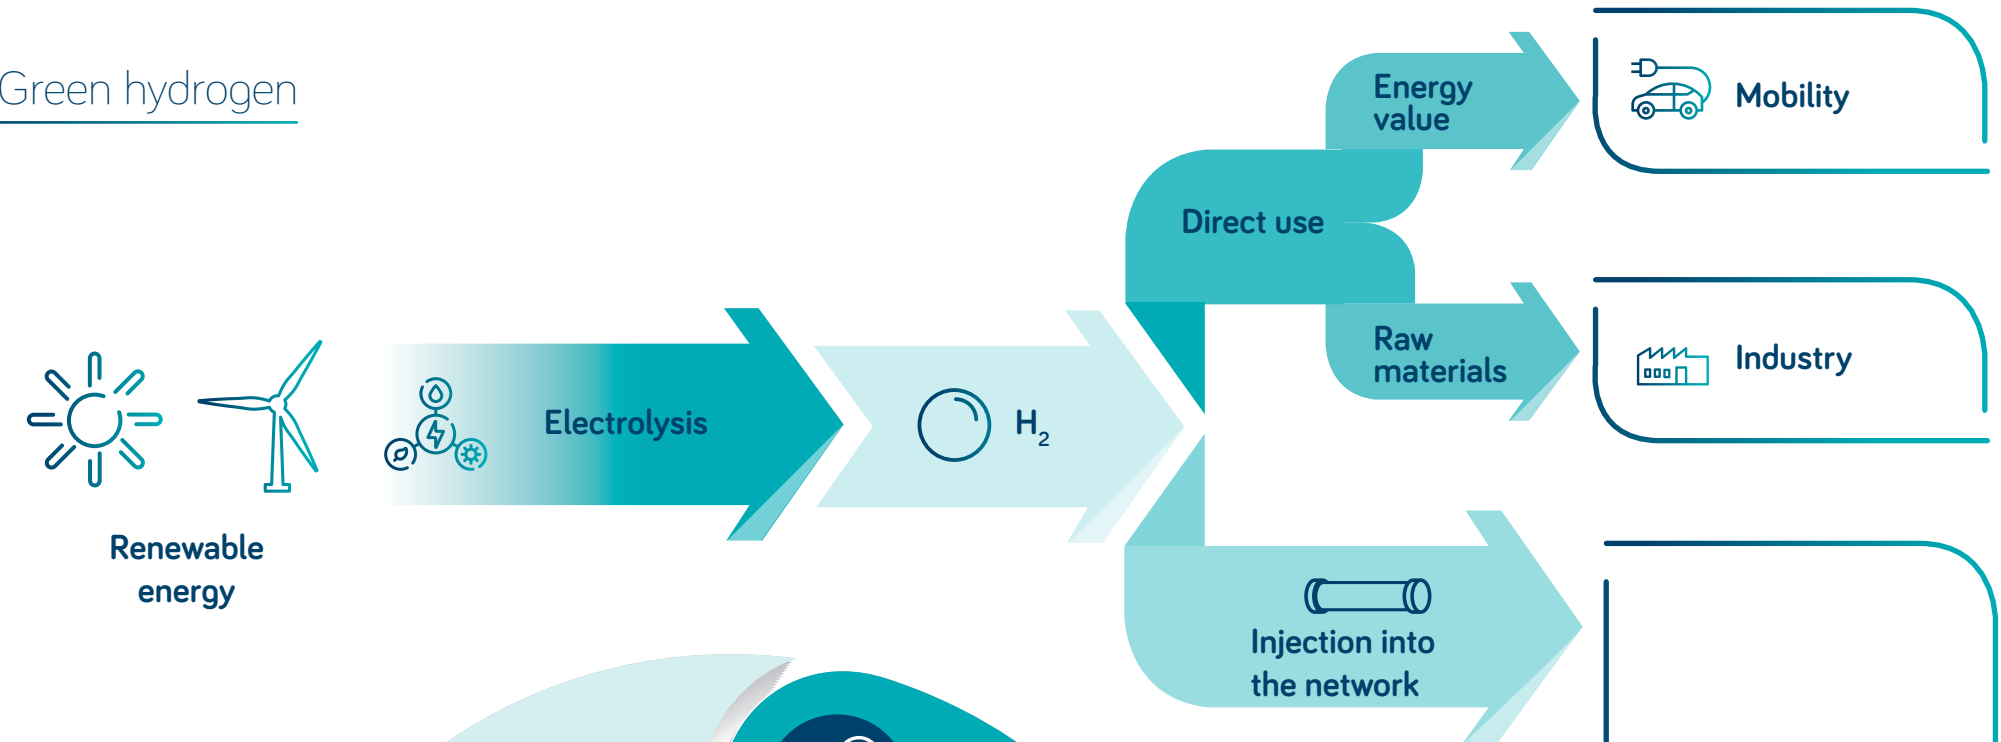 Green hydrogen
Energy
value
Mobility
Direct use
Raw
materials
Industry
Electrolysis
H₂
Renewable
energy
Injection into
the network